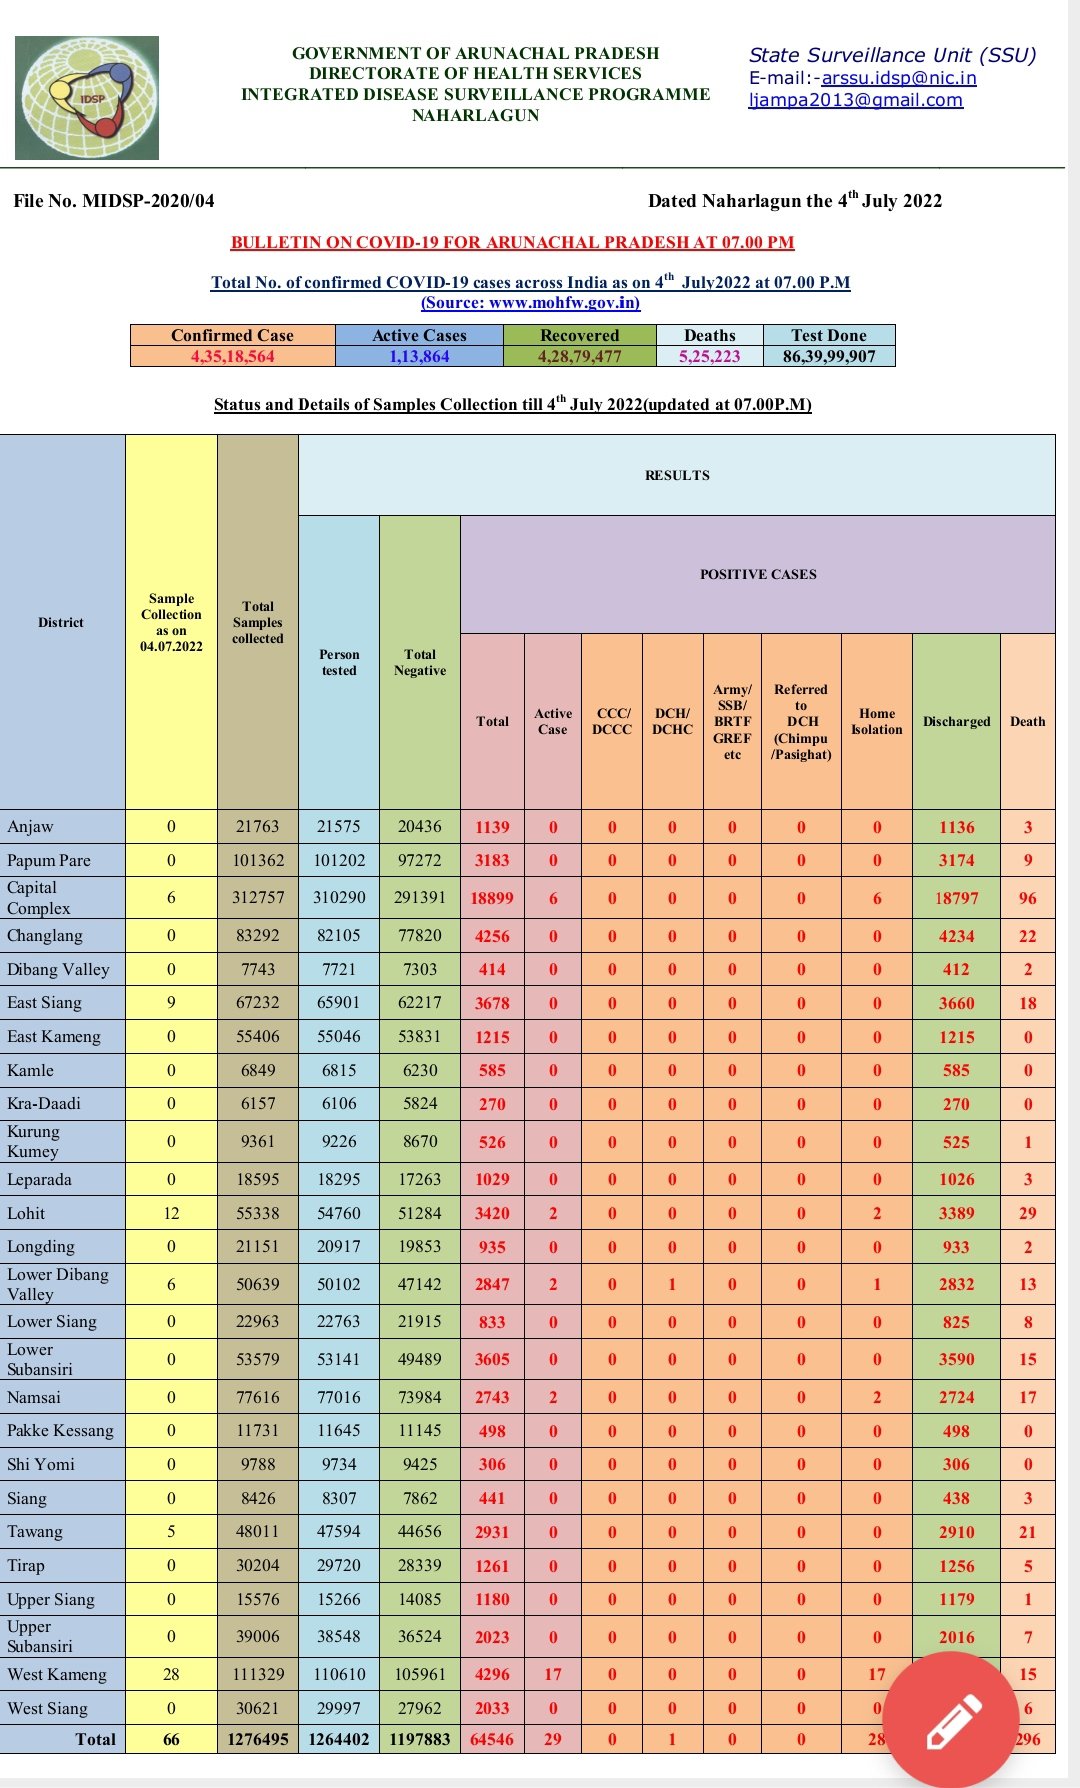 IDSP
GOVERNMENT OF ARUNACHAL PRADESH
DIRECTORATE OF HEALTH SERVICES
INTEGRATED DISEASE SURVEILLANCE PROGRAMME
NAHARLAGUN
State Surveillance Unit (SSU)
E-mail:-arssu.idsp@nic.in
ljampa2013@gmail.com
File No. MIDSP-2020/04 Dated Naharlagun the 4th July 2022
BULLETIN ON COVID-19 FOR ARUNACHAL PRADESH AT 07.00 PM
Total No. of confirmed COVID-19 cases across India as on 4th July2022 at 07.00 P.M
(Source: www.mohfw.gov.in)
Confirmed Case Active Cases Recovered Deaths Test Done
4,35,18,564 1,13,864 4,28,79,477 5,25,223 86,39,99,907
Status and Details of Samples Collection till 4th July 2022(updated at 07.00P.M)
District
Sample
Collection
as on
04.07.2022
Total
Samples
collected
RESULTS
Person
tested
Total
Negative
POSITIVE CASES
Total
Active
Case
CCC/
DCCC
DCH/
DCHC
Army/
SSB/
BRTF
GREF
etc
Referred
to
DCH
(Chimpu
/Pasighat)
Home
Isolation
Discharged
Death
Anjaw 0 21763 21575 20436 1139 0 0 0 0 0 0 1136 3
Papum Pare 0 101362 101202 97272 3183 0 0 0 0 0 0 3174 9
Capital
Complex 6 312757 310290 291391 18899 6 0 0 0 0 6 18797 96
Changlang 0 83292 82105 77820 4256 0 0 0 0 0 0 4234 22
Dibang Valley 0 7743 7721 7303 414 0 0 0 0 0 0 412 2
East Siang 9 67232 65901 62217 3678 0 0 0 0 0 0 3660 18
East Kameng 0 55406 55046 53831 1215 0 0 0 0 0 0 1215 0
Kamle 0 6849 6815 6230 585 0 0 0 0 0 0 585 0
Kra-Daadi 0 6157 6106 5824 270 0 0 0 0 0 0 270 0
Kurung
Kumey 0 9361 9226 8670 526 0 0 0 0 0 0 525 1
Leparada 0 18595 18295 17263 1029 0 0 0 0 0 0 1026 3
Lohit 12 55338 54760 51284 3420 2 0 0 0 0 2 3389 29
Longding 0 21151 20917 19853 935 0 0 0 0 0 0 933 2
Lower Dibang
Valley 6 50639 50102 47142 2847 2 0 1 0 0 1 2832 13
Lower Siang 0 22963 22763 21915 833 0 0 0 0 0 0 825 8
Lower
Subansiri 0 53579 53141 49489 3605 0 0 0 0 0 0 3590 15
Namsai 0 77616 77016 73984 2743 2 0 0 0 0 2 2724 17
Pakke Kessang 0 11731 11645 11145 498 0 0 0 0 0 0 498 0
Shi Yomi 0 9788 9734 9425 306 0 0 0 0 0 0 306 0
Siang 0 8426 8307 7862 441 0 0 0 0 0 0 438 3
Tawang 5 48011 47594 44656 2931 0 0 0 0 0 0 2910 21
Tirap 0 30204 29720 28339 1261 0 0 0 0 0 0 1256 5
Upper Siang 0 15576 15266 14085 1180 0 0 0 0 0 0 1179 1
Upper
Subansiri 0 39006 38548 36524 2023 0 0 0 0 0 0 2016 7
West Kameng 28 111329 110610 105961 4296 17 0 0 0 0 17 15
West Siang 0 30621 29997 27962 2033 0 0 0 0 0 0 6
Total 66 1276495 1264402 1197883 64546 29 0 1 0 0 28 296